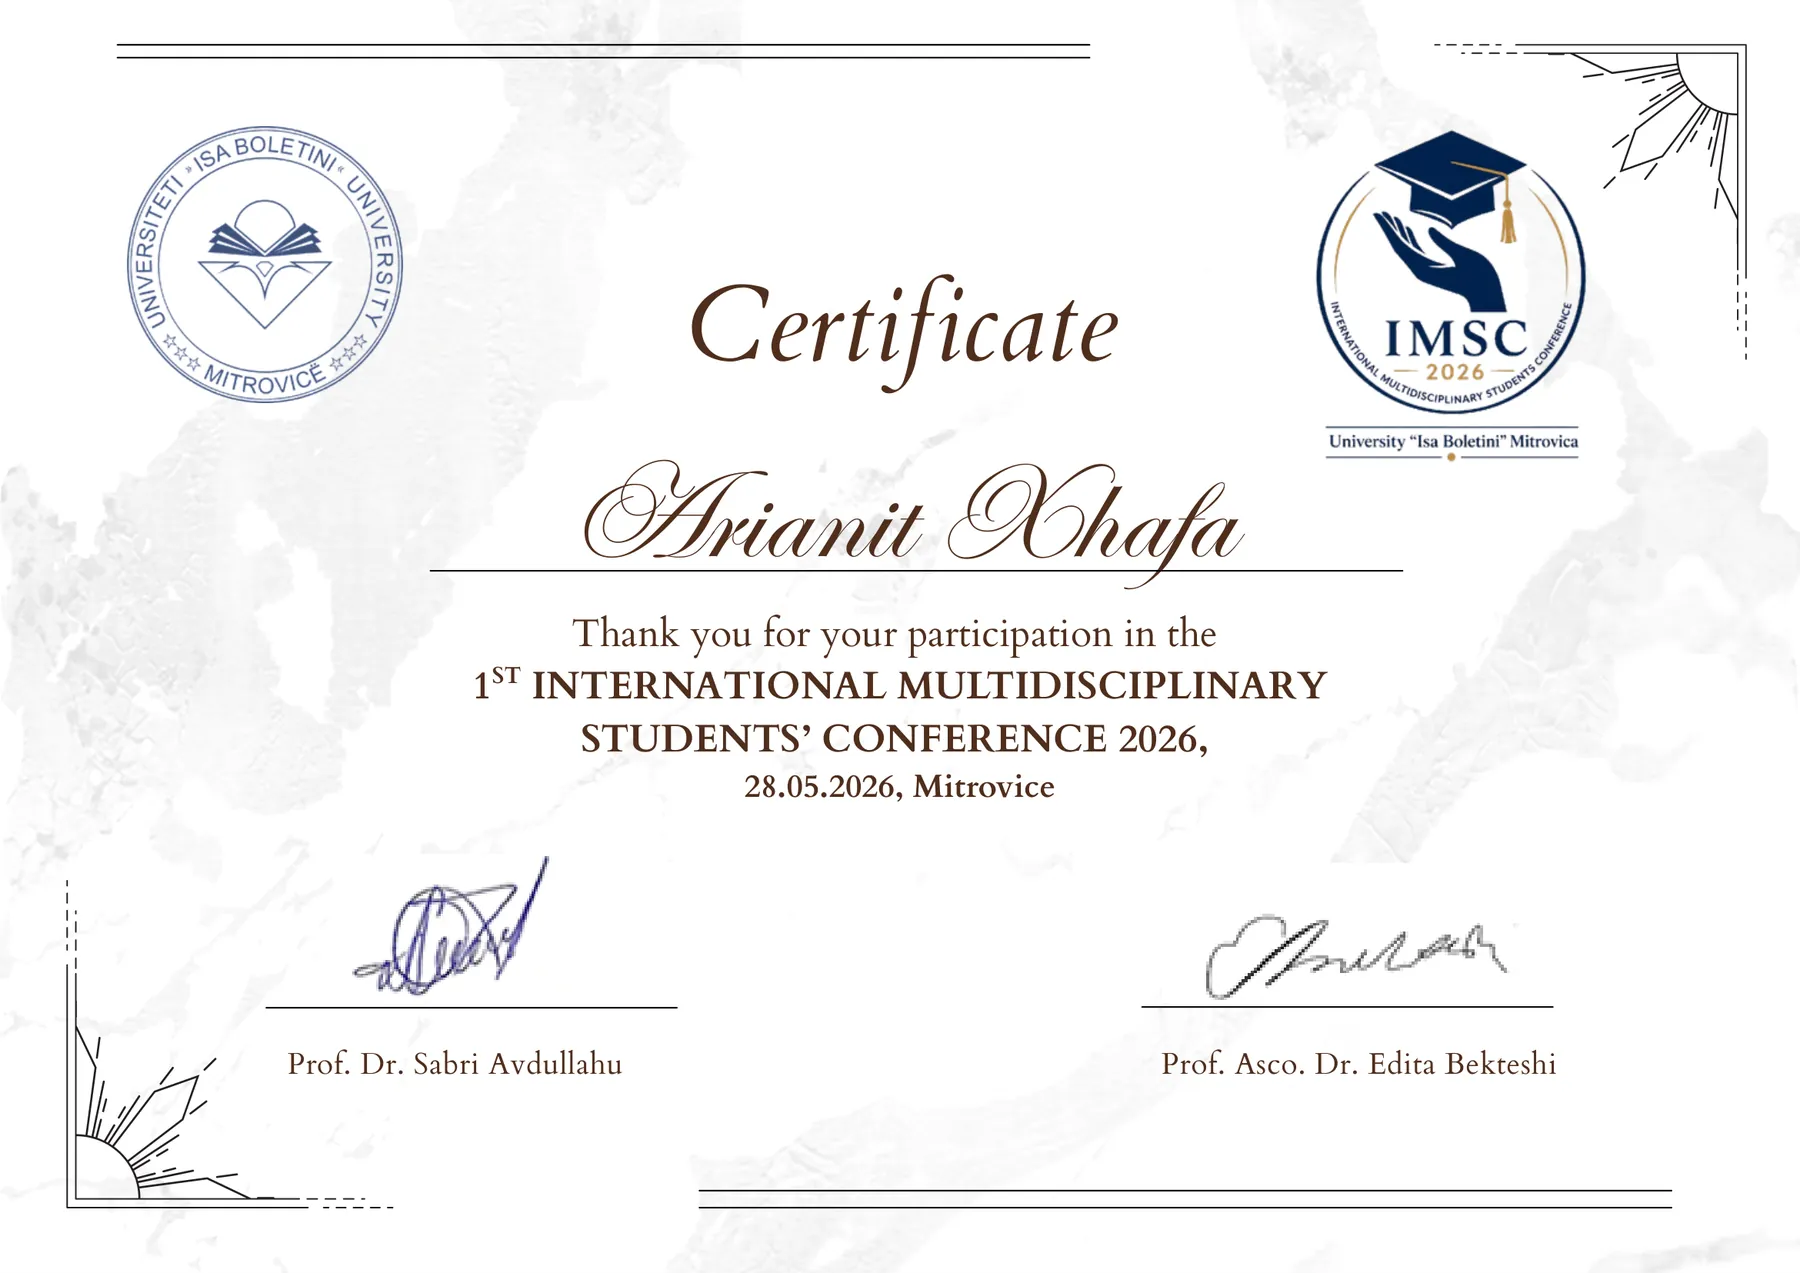 UNIVERSITETI »ISA BOLETINI« UNIVERSITY
MITROVICË
IMSC
2026
INTERNATIONAL MULTIDISCIPLINARY STUDENTS CONFERENCE
University “Isa Boletini” Mitrovica
Certificate
Arianit Xhafa
Thank you for your participation in the
1ST INTERNATIONAL MULTIDISCIPLINARY
STUDENTS’ CONFERENCE 2026,
28.05.2026, Mitrovice
Prof. Dr. Sabri Avdullahu
Prof. Asco. Dr. Edita Bekteshi